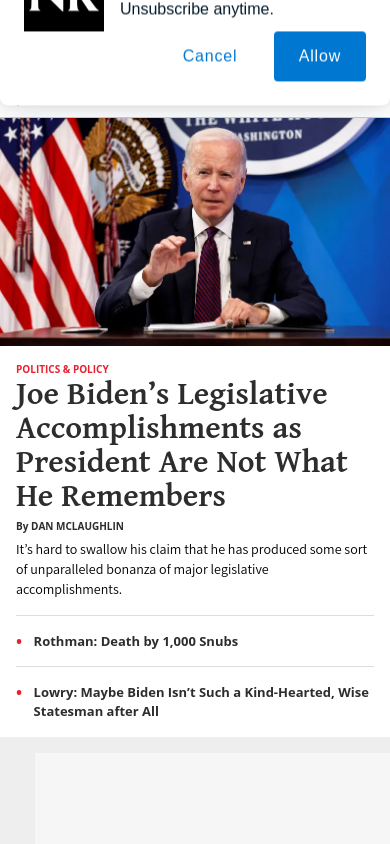 NR
Unsubscribe anytime.
Cancel
Allow
THE WHITE HOUSE
WASHINGTON
POLITICS & POLICY
Joe Biden’s Legislative
Accomplishments as
President Are Not What
He Remembers
By DAN MCLAUGHLIN
It’s hard to swallow his claim that he has produced some sort
of unparalleled bonanza of major legislative
accomplishments.
• Rothman: Death by 1,000 Snubs
• Lowry: Maybe Biden Isn’t Such a Kind-Hearted, Wise
Statesman after All